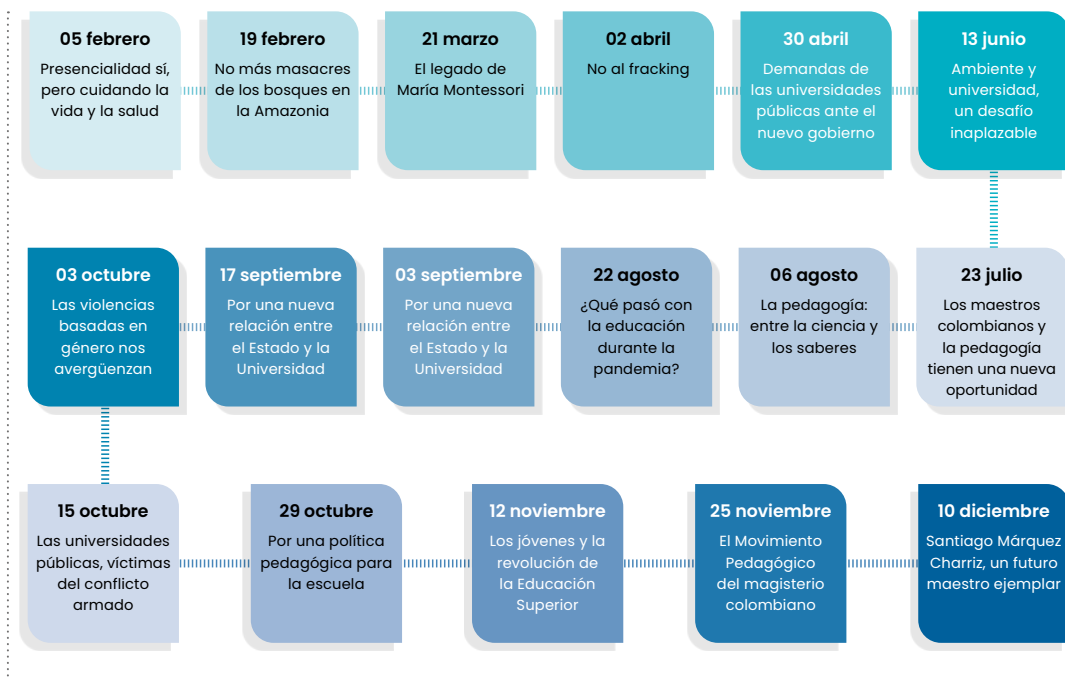 05 febrero
Presencialidad sí,
pero cuidando la
vida y la salud
19 febrero
No más masacres
de los bosques en
la Amazonia
21 marzo
El legado de
María Montessori
02 abril
No al fracking
30 abril
Demandas de
las universidades
públicas ante el
nuevo gobierno
13 junio
Ambiente y
universidad,
un desafío
inaplazable
23 julio
Los maestros
colombianos y
la pedagogía
tienen una nueva
oportunidad
06 agosto
La pedagogía:
entre la ciencia y
los saberes
22 agosto
¿Qué pasó con
la educación
durante la
pandemia?
03 septiembre
Por una nueva
relación entre
el Estado y la
Universidad
17 septiembre
Por una nueva
relación entre
el Estado y la
Universidad
03 octubre
Las violencias
basadas en
género nos
avergüenzan
15 octubre
Las universidades
públicas, víctimas
del conflicto
armado
29 octubre
Por una política
pedagógica para
la escuela
12 noviembre
Los jóvenes y la
revolución de
la Educación
Superior
25 noviembre
El Movimiento
Pedagógico
del magisterio
colombiano
10 diciembre
Santiago Márquez
Charriz, un futuro
maestro ejemplar